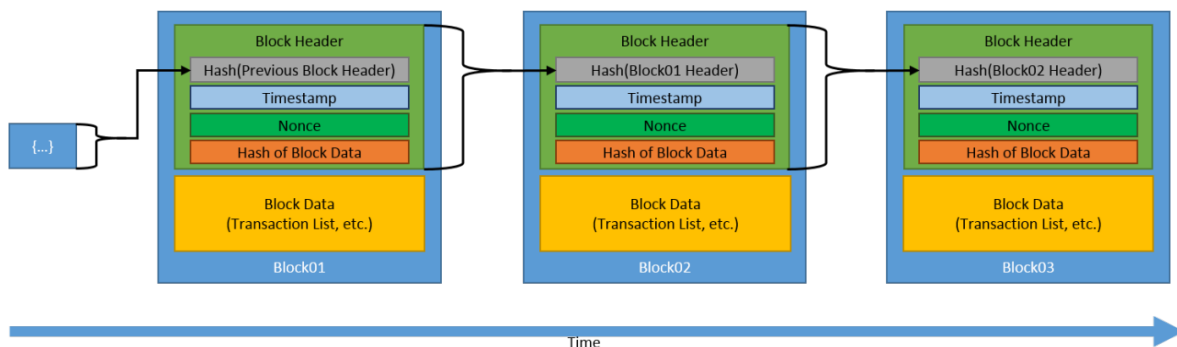 {...}
Block Header
Hash(Previous Block Header)
Timestamp
Nonce
Hash of Block Data
Block Data
(Transaction List, etc.)
Block01
Block Header
Hash(Block01 Header)
Timestamp
Nonce
Hash of Block Data
Block Data
(Transaction List, etc.)
Block02
Block Header
Hash(Block02 Header)
Timestamp
Nonce
Hash of Block Data
Block Data
(Transaction List, etc.)
Block03
Time